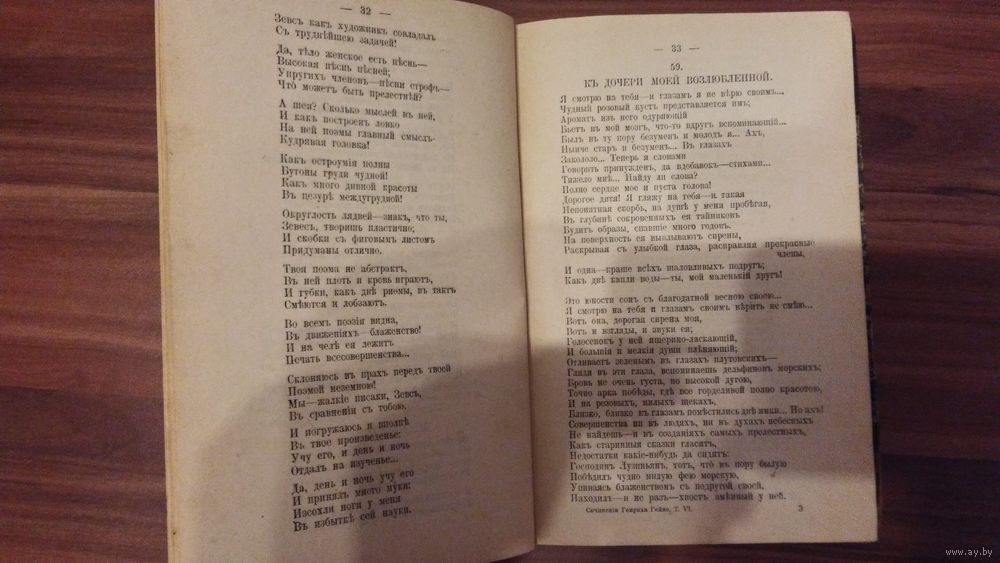 — 32 —
Зевсъ какъ художникъ совладалъ
Съ труднѣйшею задачей!
Да, тѣло женское есть пѣснь—
Высокая пѣснь пѣсней;
Упругихъ членовъ—пѣсни строфъ—
Что можетъ быть прелестнѣй?
А шея? Сколько мыслей въ ней,
И какъ построенъ ловко
На ней поэмы главный смыслъ—
Кудрявая головка!
Какъ остроумія полны
Бутоны груди чудной!
Какъ много дивной красоты
Въ цезурѣ междугрудной!
Округлость лядвей—знакъ, что ты,
Зевесъ, творишь пластично;
И скобки съ фиговымъ листомъ
Придуманы отлично.
Твоя поэма не абстрактъ,
Въ ней плоть и кровь играютъ,
И губки, какъ двѣ риѳмы, въ тактъ
Смѣются и лобзаютъ.
Во всемъ поэзія видна,
Въ движеніяхъ—блаженство!
И на челѣ ея лежитъ
Печать всесовершенства...
Склоняюсь въ прахъ передъ твоей
Поэмой неземною!
Мы—жалкіе писаки, Зевсъ,
Въ сравненіи съ тобою.
И погружаюсь я вполнѣ
Въ твое произведенье:
Учу его, и день и ночь
Отдалъ на изученье...
Да, день и ночь учу его
И принялъ много муки:
Изсохли ноги у меня
Въ избыткѣ сей науки.
— 33 —
59.
КЪ ДОЧЕРИ МОЕЙ ВОЗЛЮБЛЕННОЙ.
Я смотрю на тебя—и глазамъ я не вѣрю своимъ...
Чудный розовый кустъ представляется имъ;
Ароматъ изъ него одуряющій
Бьетъ въ мой мозгъ, что-то вдругъ вспоминающій...
Былъ въ ту пору безуменъ и молодъ я... Ахъ,
Нынче старъ и безуменъ... Въ глазахъ
Закололо... Теперь я словами
Говорить принужденъ, да вдобавокъ—стихами...
Тяжело мнѣ... Найду ли слова?
Полно сердце мое и пуста голова!
Дорогое дитя! Я гляжу на тебя—и такая
Непонятная скорбь, на душѣ у меня пробѣгая,
Въ глубинѣ сокровенныхъ ея тайниковъ
Будитъ образы, спавшіе много годовъ.
На поверхность ея выплываютъ сирены,
Раскрывая съ улыбкой глаза, расправляя прекрасные
члены,
И одна—краше всѣхъ шаловливыхъ подругъ;
Какъ двѣ капли воды—ты, мой маленькій другъ!
Это юности сонъ съ благодатной весною своею...
Я смотрю на тебя и глазамъ своимъ вѣрить не смѣю...
Вотъ она, дорогая сирена моя,
Вотъ и взгляды, и звуки ея;
Голосенокъ у ней ящерино-ласкающій,
И большія и мелкія души плѣняющій;
Отливаетъ зеленымъ въ глазахъ плутовскихъ—
Глядя въ эти глаза, вспоминаешь дельфиновъ морскихъ;
Бровь не очень густа, но высокой дугою,
Точно арка побѣды, гдѣ все горделивой полно красотою,
И на розовыхъ, милыхъ щекахъ,
Близко, близко къ глазамъ помѣстились двѣ ямки... Но ахъ!
Совершенства ни въ людяхъ, ни въ духахъ небесныхъ
Не найдешь—и въ созданіяхъ самыхъ прелестныхъ,
Какъ старинныя сказки гласятъ,
Недостатки какіе-нибудь да сидятъ:
Господинъ Лузиньянъ, тотъ, что въ пору былую
Побѣдилъ чудно милую фею морскую,
Упиваясь блаженствомъ съ подругой своей,
Находилъ—и не разъ—хвостъ змѣиный у ней.
Сочиненія Генриха Гейне, Т. VI. 3
www.ay.by